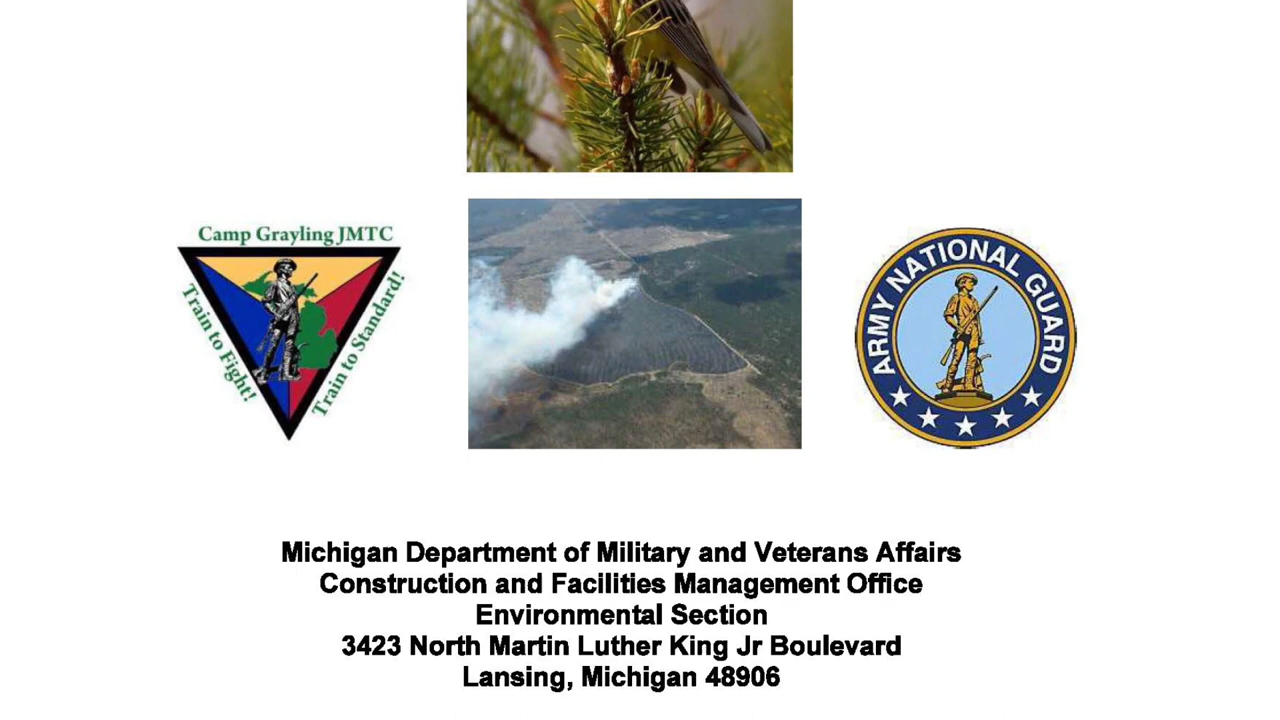 Camp Grayling JMTC
Train to Fight!
Train to Standard!
ARMY NATIONAL GUARD
Michigan Department of Military and Veterans Affairs
Construction and Facilities Management Office
Environmental Section
3423 North Martin Luther King Jr Boulevard
Lansing, Michigan 48906